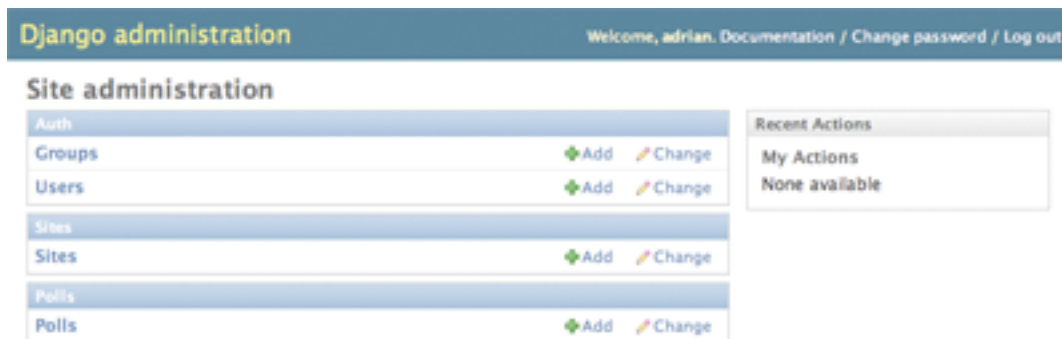 Django administration
Welcome, adrian. Documentation / Change password / Log out
Site administration
Auth
Groups Add Change
Users Add Change
Sites
Sites Add Change
Polls
Polls Add Change
Recent Actions
My Actions
None available